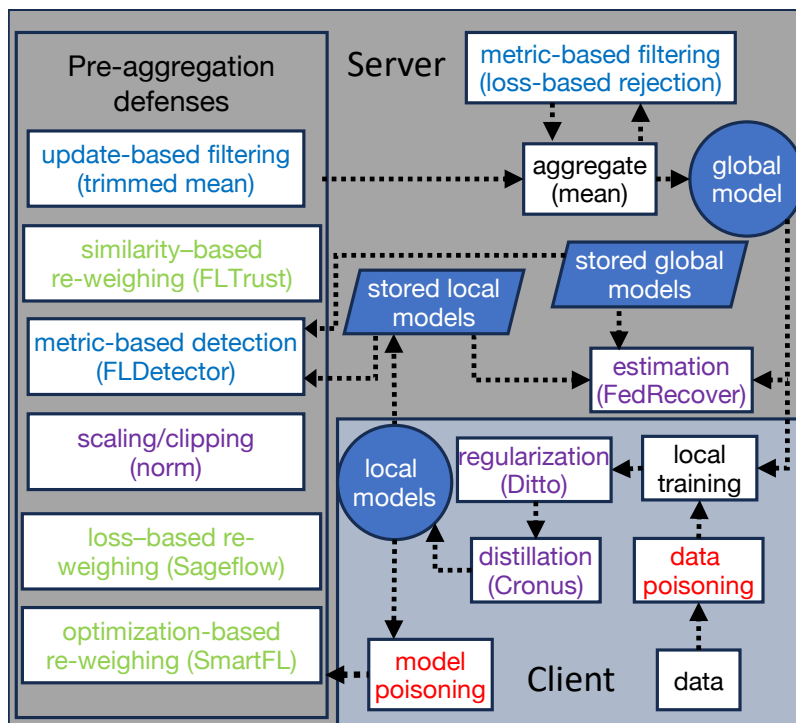 Pre-aggregation
defenses
update-based filtering
(trimmed mean)
similarity–based
re-weighing (FLTrust)
metric-based detection
(FLDetector)
scaling/clipping
(norm)
loss–based re-
weighing (Sageflow)
optimization-based
re-weighing (SmartFL)
Server
metric-based filtering
(loss-based rejection)
aggregate
(mean)
global
model
stored local
models
stored global
models
estimation
(FedRecover)
local
models
regularization
(Ditto)
local
training
distillation
(Cronus)
data
poisoning
model
poisoning
Client
data